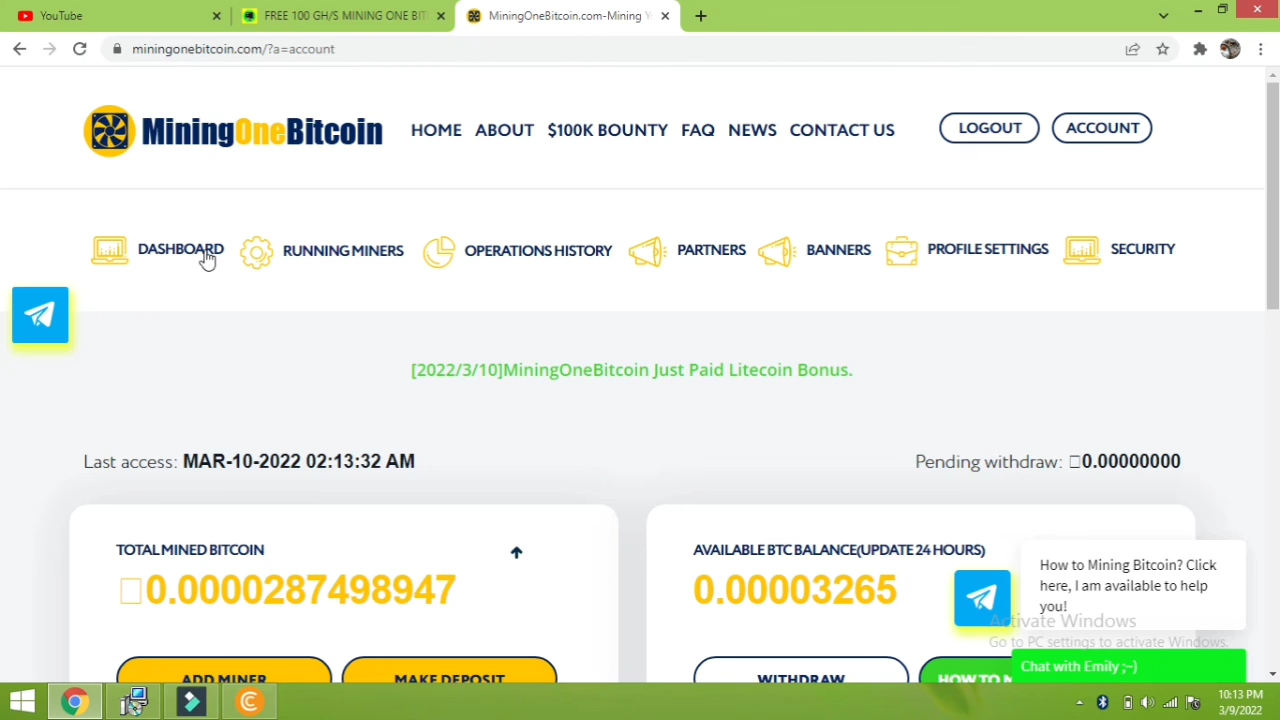 YouTube
FREE 100 GH/S MINING ONE BIT
MiningOneBitcoin.com-Mining Y
miningonebitcoin.com/?a=account
MiningOneBitcoin
HOME ABOUT $100K BOUNTY FAQ NEWS CONTACT US
LOGOUT ACCOUNT
DASHBOARD RUNNING MINERS OPERATIONS HISTORY PARTNERS BANNERS PROFILE SETTINGS SECURITY
[2022/3/10]MiningOneBitcoin Just Paid Litecoin Bonus.
Last access: MAR-10-2022 02:13:32 AM
Pending withdraw: 0.00000000
TOTAL MINED BITCOIN
0.0000287498947
ADD MINER MAKE DEPOSIT
AVAILABLE BTC BALANCE(UPDATE 24 HOURS)
0.00003265
WITHDRAW HOW TO M
How to Mining Bitcoin? Click
here, I am available to help
you!
Activate Windows
Go to PC settings to activate Windows.
Chat with Emily ;~)
10:13 PM
3/9/2022